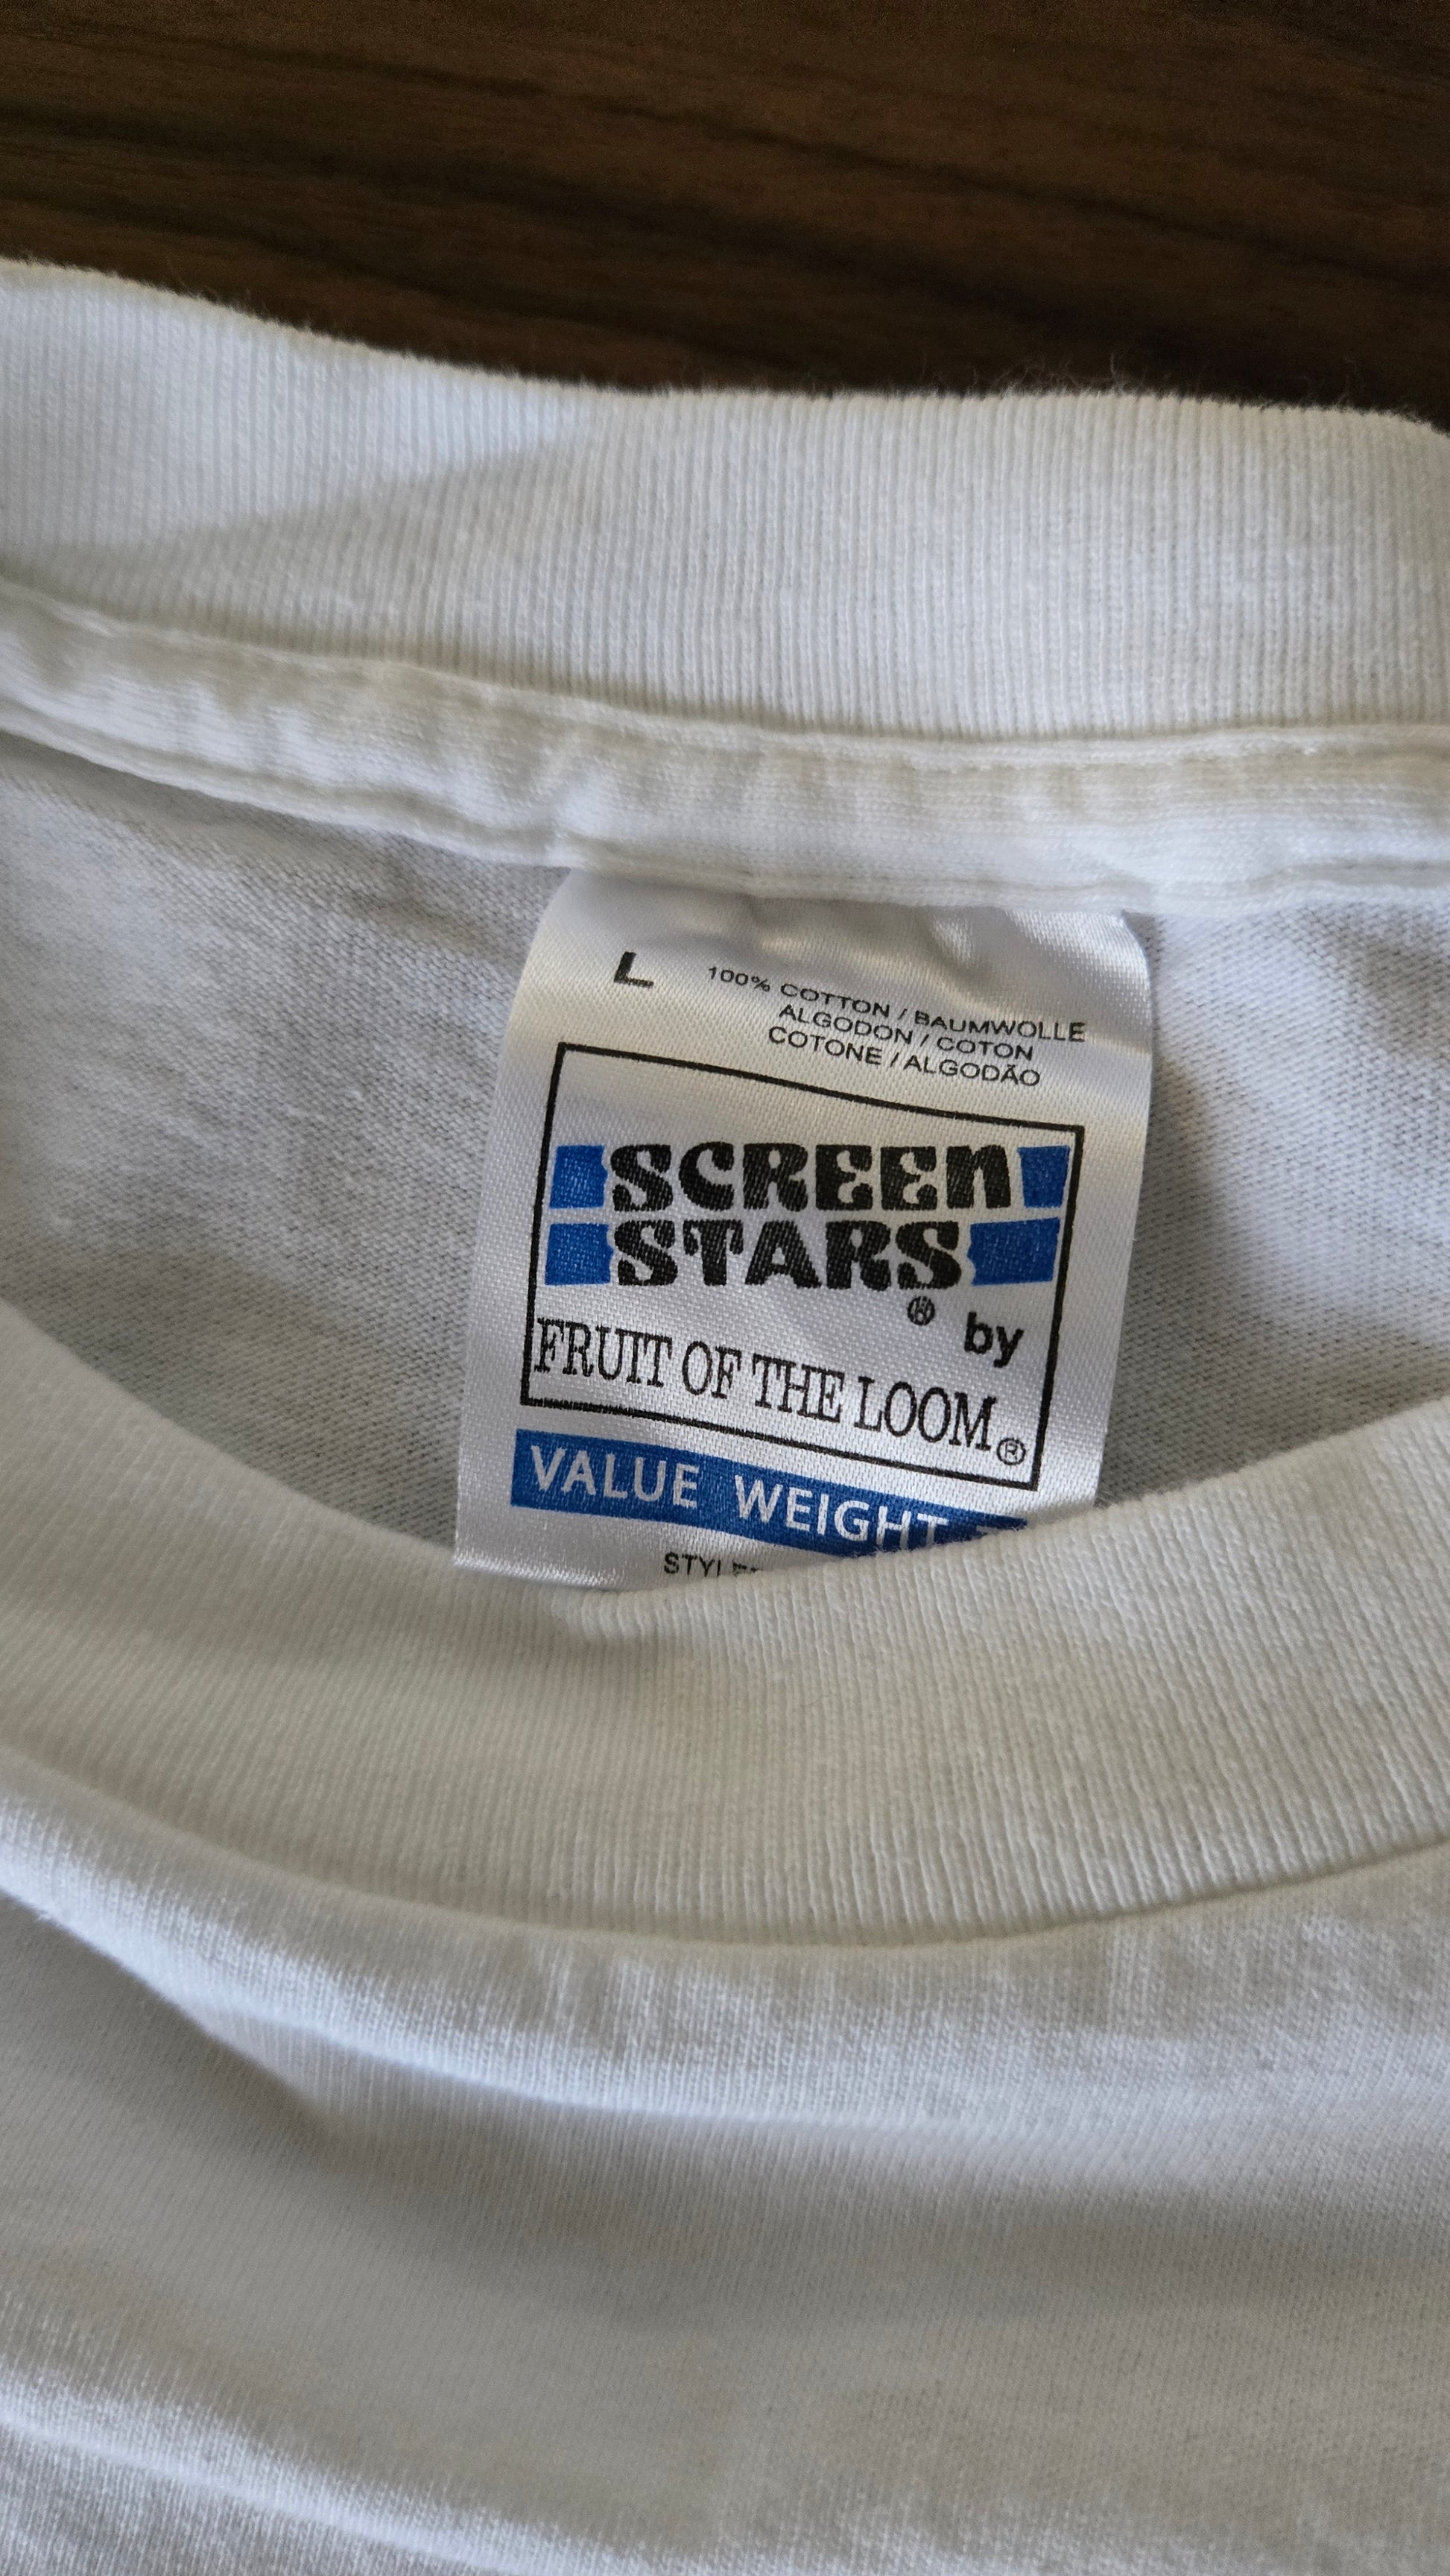 L
100% COTTON / BAUMWOLLE
ALGODON / COTON
COTONE / ALGODÃO
SCREEN
STARS
® by
FRUIT OF THE LOOM®
VALUE WEIGHT